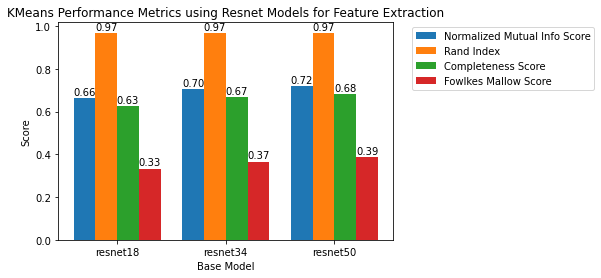 KMeans Performance Metrics using Resnet Models for Feature Extraction
Normalized Mutual Info Score
Rand Index
Completeness Score
Fowlkes Mallow Score
1.0
0.8
0.6
0.4
0.2
0.0
Score
0.66
0.97
0.63
0.33
0.70
0.97
0.67
0.37
0.72
0.97
0.68
0.39
resnet18
resnet34
resnet50
Base Model